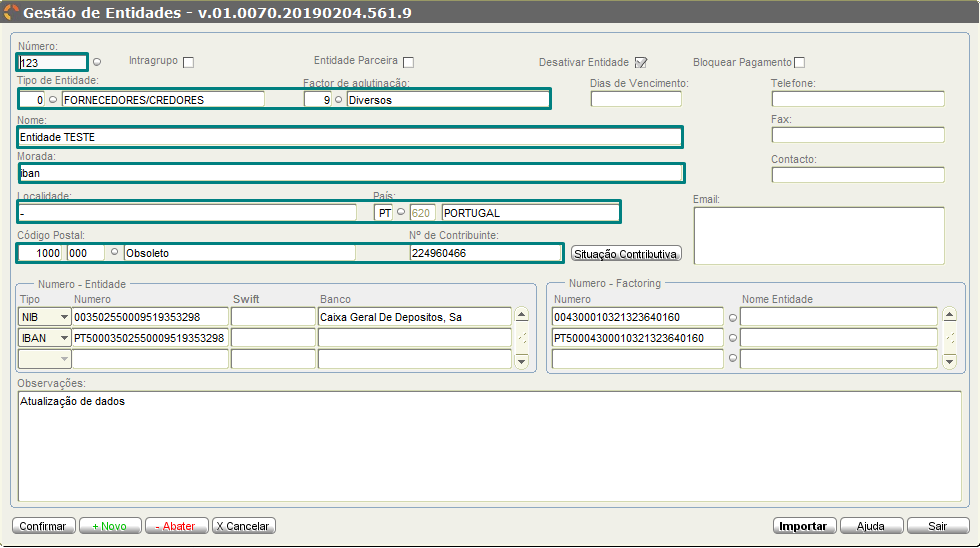 Gestão de Entidades - v.01.0070.20190204.561.9
Número:
123
Intragrupo
Entidade Parceira
Desativar Entidade
Bloquear Pagamento
Tipo de Entidade:
Factor de aglutinação:
Dias de Vencimento:
Telefone:
0 FORNECEDORES/CREDORES
9 Diversos
Nome:
Fax:
Entidade TESTE
Morada:
Contacto:
iban
Localidade:
País:
Email:
-
PT 620 PORTUGAL
Código Postal:
Nº de Contribuinte:
1000 000 Obsoleto
224960466
Situação Contributiva
Numero - Entidade
Numero - Factoring
Tipo Numero Swift Banco
Numero Nome Entidade
NIB 003502550009519353298 Caixa Geral De Depositos, Sa
004300010321323640160
IBAN PT50003502550009519353298
PT50004300010321323640160
Observações:
Atualização de dados
Confirmar
+ Novo
- Abater
X Cancelar
Importar
Ajuda
Sair